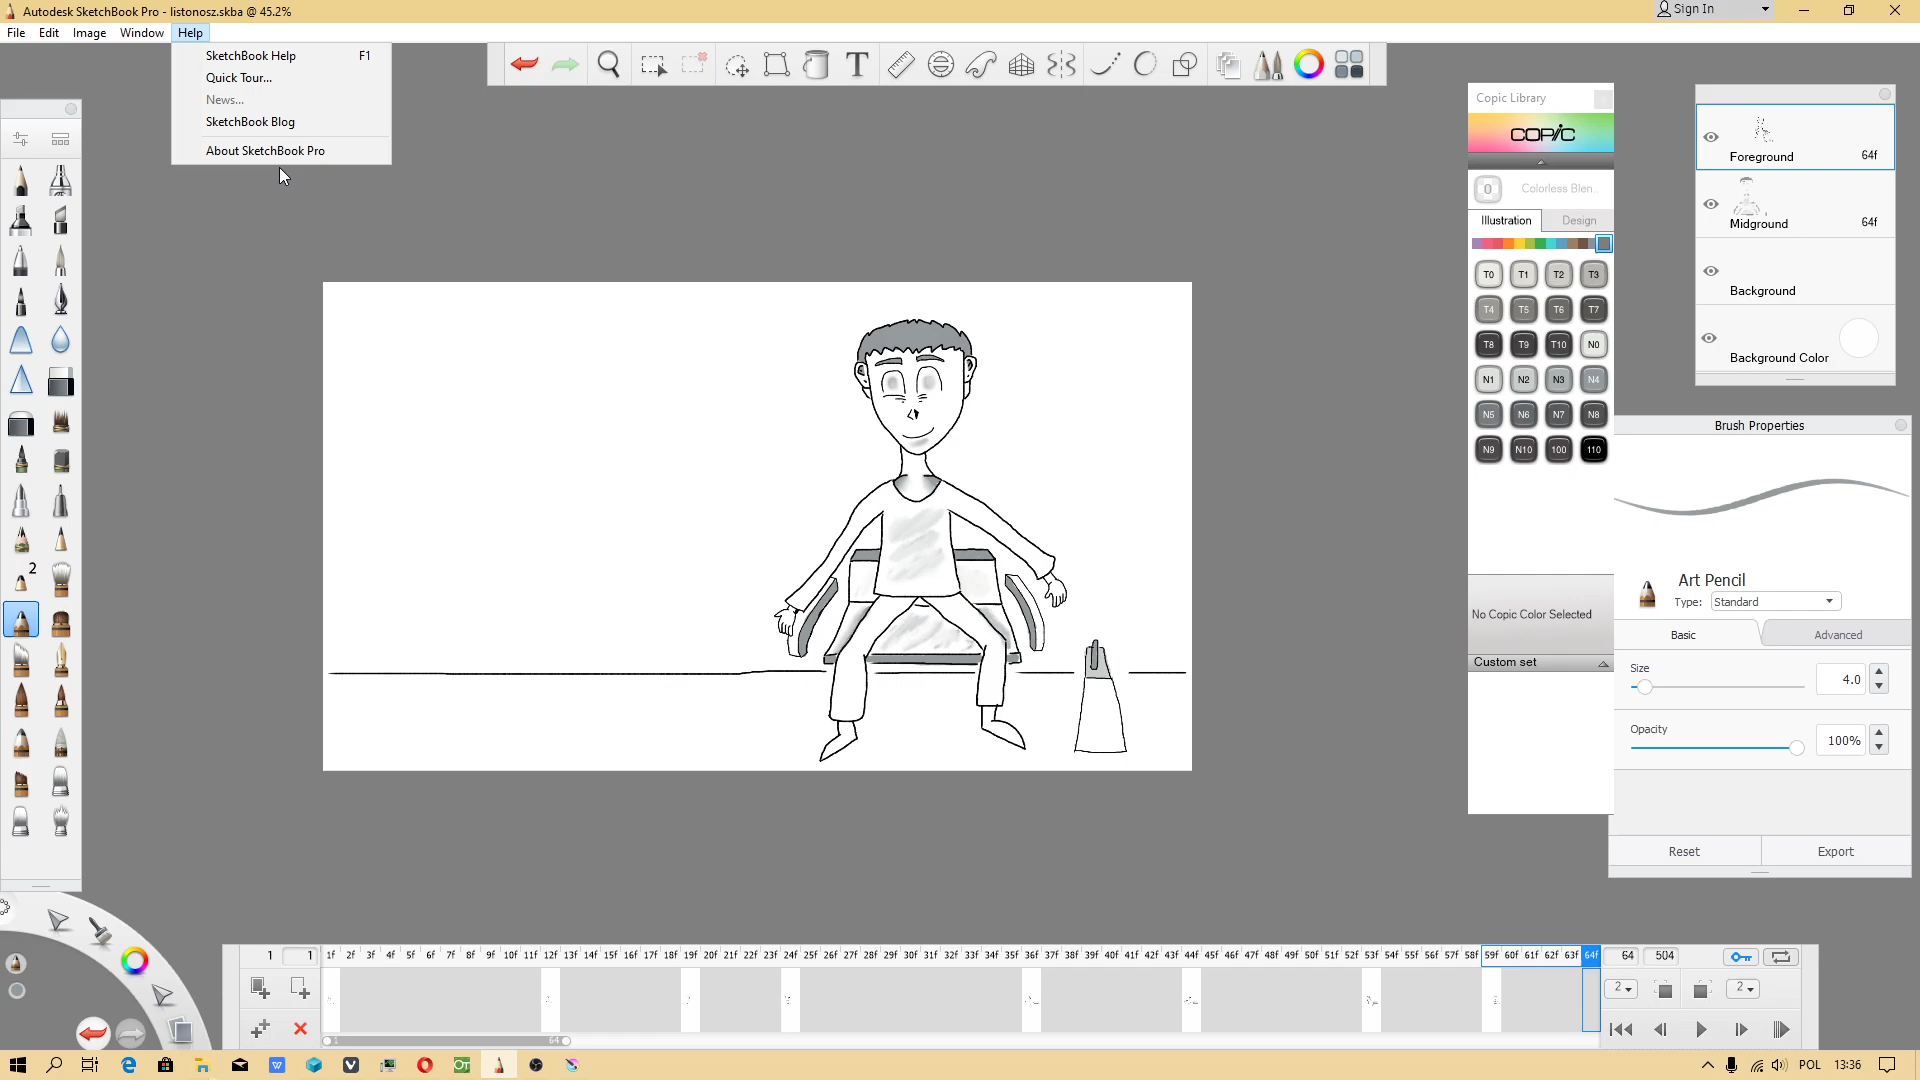 Autodesk SketchBook Pro - listonosz.skba @ 45.2%
Sign In
File Edit Image Window Help
SketchBook Help F1
Quick Tour...
News...
SketchBook Blog
About SketchBook Pro
T
Copic Library
COPIC
0 Colorless Blen..
Illustration Design
T0 T1 T2 T3
T4 T5 T6 T7
T8 T9 T10 N0
N1 N2 N3 N4
N5 N6 N7 N8
N9 N10 100 110
No Copic Color Selected
Custom set
Foreground 64f
Midground 64f
Background
Background Color
Brush Properties
Art Pencil
Type: Standard
Basic Advanced
Size
4.0
Opacity
100%
Reset Export
2
1 1 1f 2f 3f 4f 5f 6f 7f 8f 9f 10f 11f 12f 13f 14f 15f 16f 17f 18f 19f 20f 21f 22f 23f 24f 25f 26f 27f 28f 29f 30f 31f 32f 33f 34f 35f 36f 37f 38f 39f 40f 41f 42f 43f 44f 45f 46f 47f 48f 49f 50f 51f 52f 53f 54f 55f 56f 57f 58f 59f 60f 61f 62f 63f 64f 64 504
2 2
1 64
POL 13:36